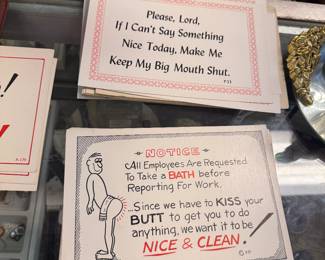 Please, Lord,
If I Can't Say Something
Nice Today, Make Me
Keep My Big Mouth Shut.
!
A-170
- NOTICE -
All Employees Are Requested
To Take a BATH before
Reporting For Work.
...Since we have to KISS your
BUTT to get you to do
anything, we want it to be
NICE & CLEAN!